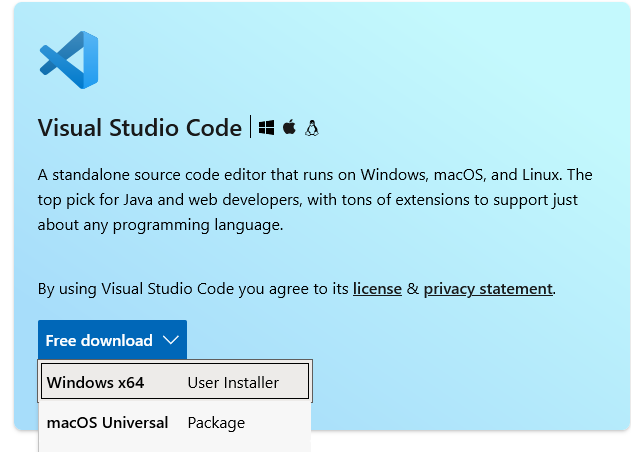 Visual Studio Code
A standalone source code editor that runs on Windows, macOS, and Linux. The
top pick for Java and web developers, with tons of extensions to support just
about any programming language.
By using Visual Studio Code you agree to its license & privacy statement.
Free download
Windows x64 User Installer
macOS Universal Package